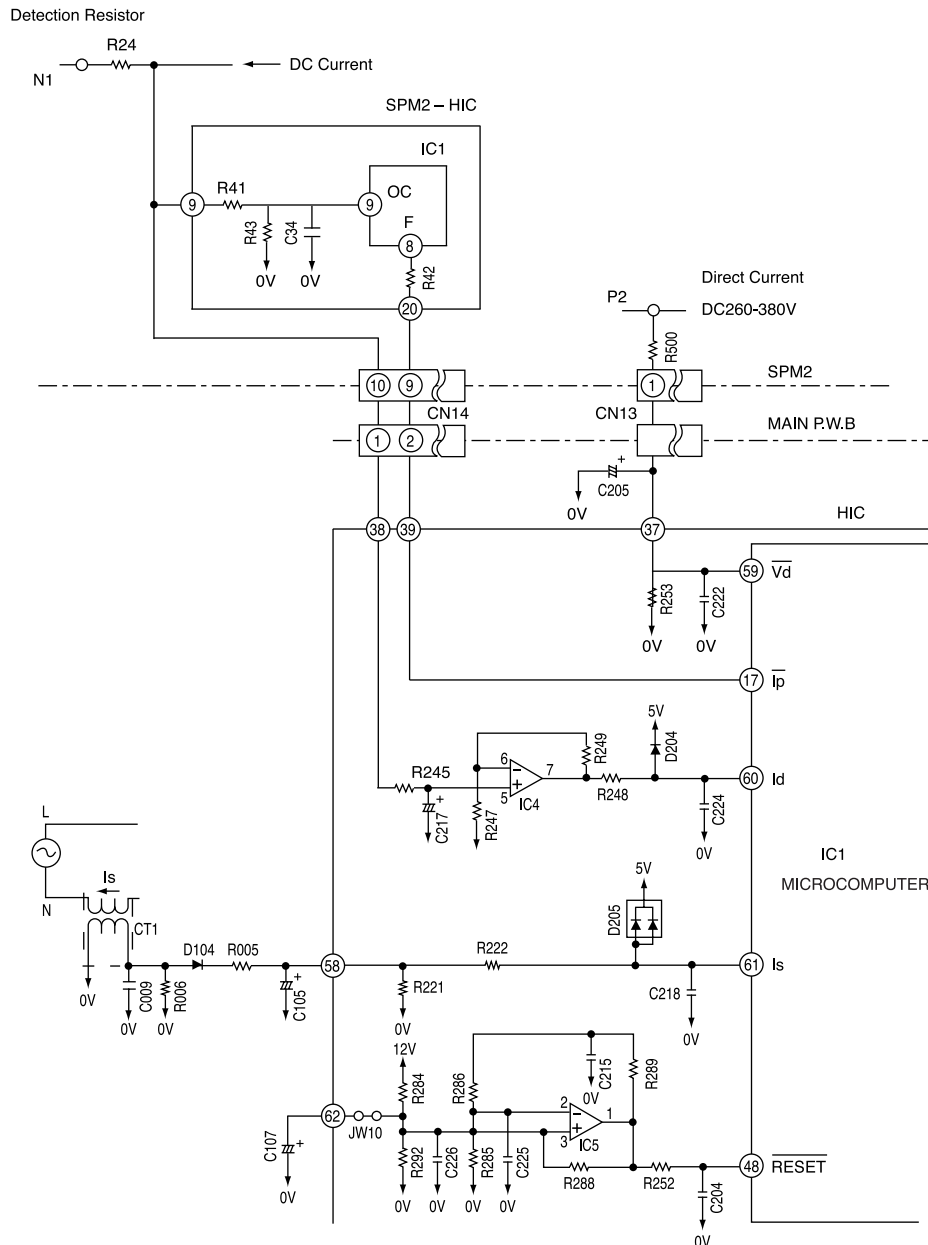 Detection Resistor
R24
N1
DC Current
SPM2 – HIC
IC1
R41
9
9
OC
R43
C34
F
8
0V
0V
R42
20
Direct Current
P2
DC260-380V
R500
10
9
1
SPM2
CN14
CN13
MAIN P.W.B
1
2
+
C205
0V
HIC
38
39
37
59
Vd
R253
C222
0V
0V
17
Ip
5V
D204
R249
R245
6
−
7
5
+
IC4
R248
60
Id
+
C217
R247
C224
0V
L
IC1
MICROCOMPUTER
5V
Is
N
CT1
D205
D104
R005
58
R222
61
Is
0V
C009
R006
+
C105
R221
C218
0V
0V
0V
0V
0V
12V
R284
R286
C215
R289
0V
62
JW10
2
−
1
3
+
IC5
C107
+
R292
C226
R285
C225
R288
R252
48
RESET
C204
0V
0V
0V
0V
0V
0V